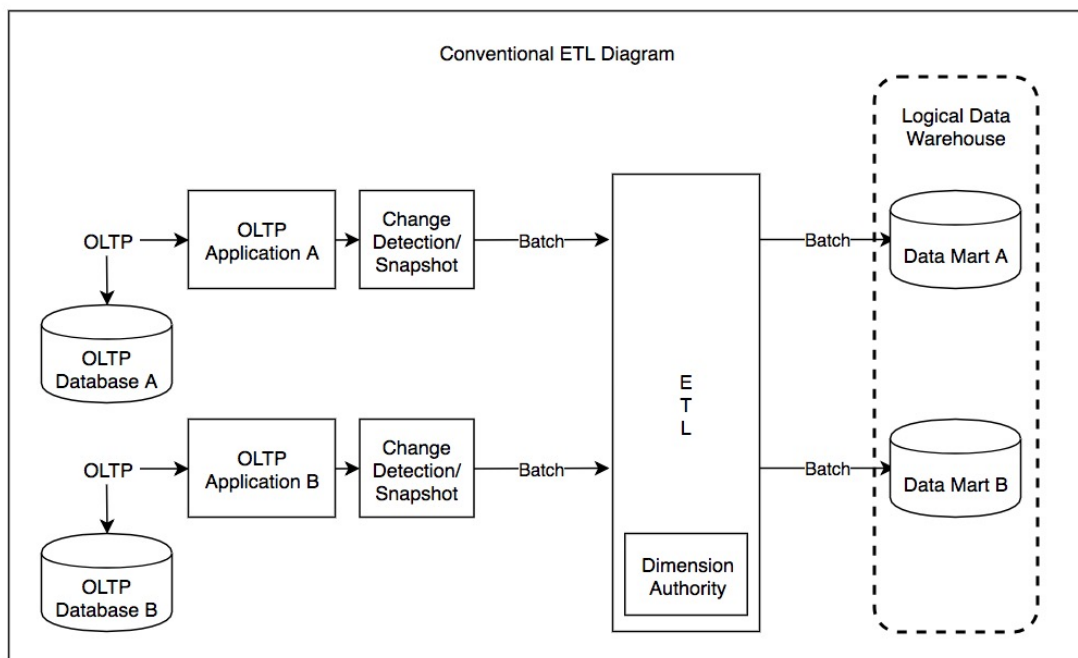 Conventional ETL Diagram
Logical Data
Warehouse
OLTP
OLTP
Application A
Change
Detection/
Snapshot
Batch
Batch
Data Mart A
OLTP
Database A
E
T
L
OLTP
OLTP
Application B
Change
Detection/
Snapshot
Batch
Batch
Data Mart B
OLTP
Database B
Dimension
Authority